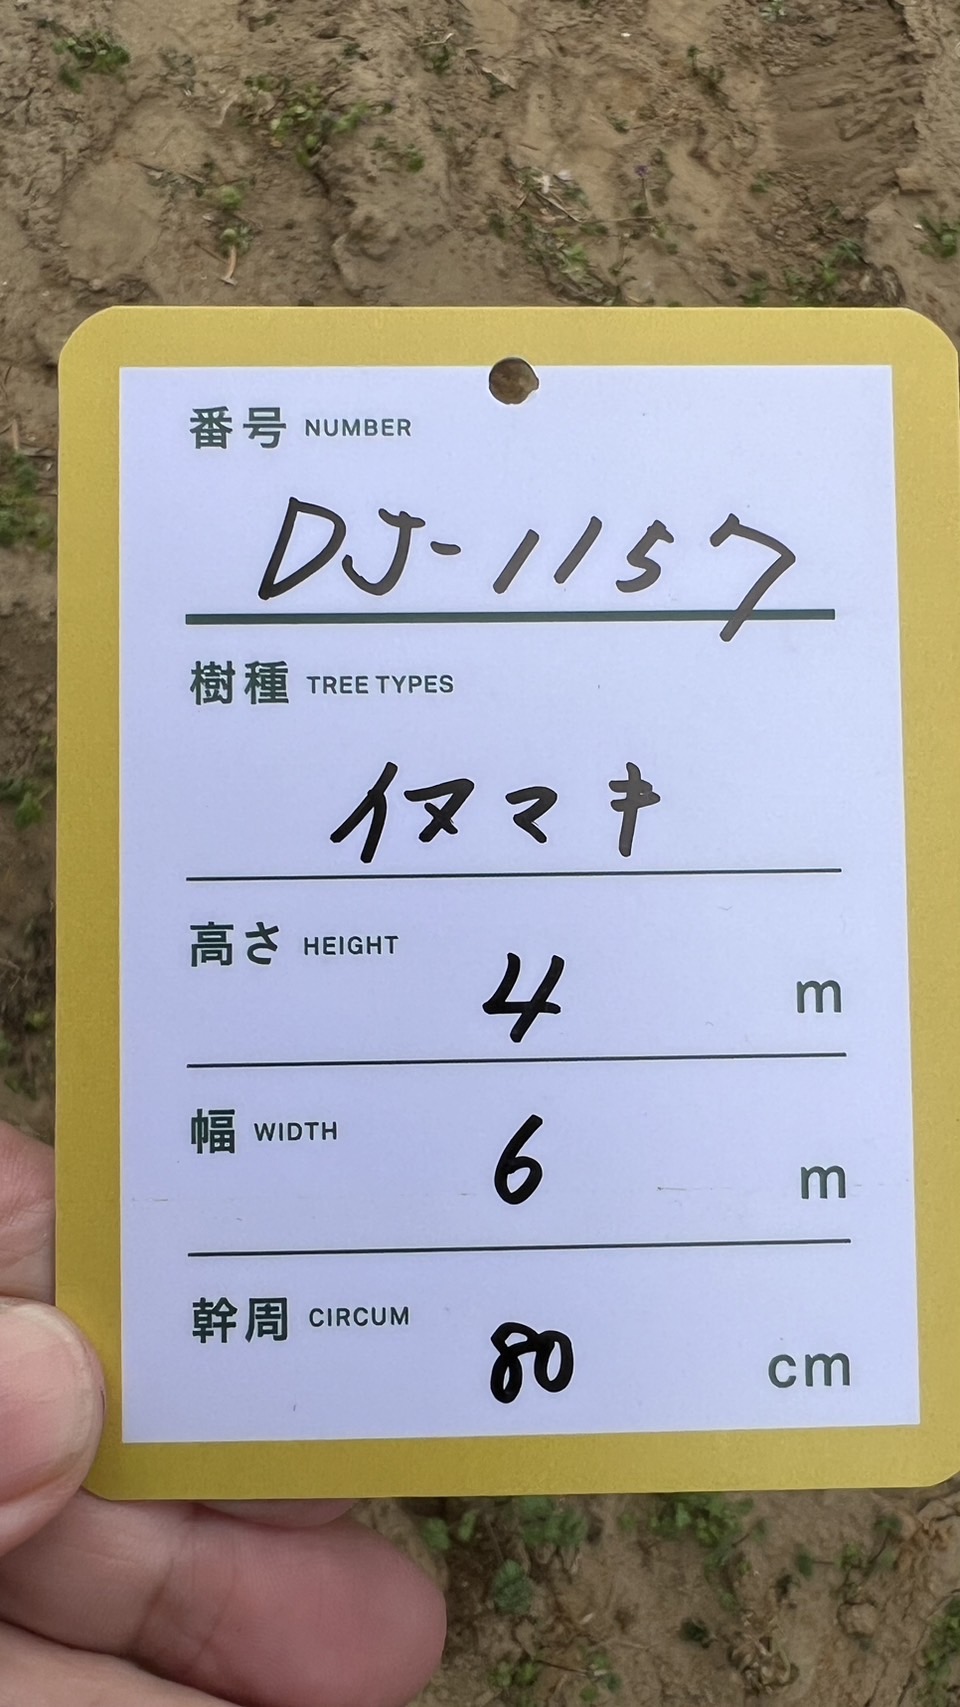 番号 NUMBER
DJ-1157
樹種 TREE TYPES
イヌマキ
高さ HEIGHT 4 m
幅 WIDTH 6 m
幹周 CIRCUM 80 cm